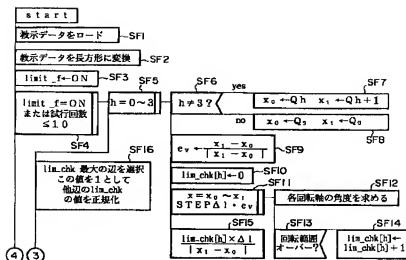 start
SF1
教示データをロード
SF2
教示データを長方形に変換
SF3
limit_f←ON
SF5
SF6
yes
SF7
limit_f=ON
または試行回数
≤10
h=0~3
h≠3?
x₀←Qh x₁←Qh+1
no
x₀←Q₃ x₁←Q₀
SF4
SF8
SF16
SF9
lim_chk 最大の辺を選択
この値を1として
他辺のlim_chk
の値を正規化
eᵥ← x₁−x₀ / |x₁−x₀|
SF10
lim_chk[h]←0
SF11
SF12
x=x₀~x₁
STEPΔl・eᵥ
各回転軸の角度を求める
SF15
SF13
SF14
lim-chk[h]×Δl
|x₁−x₀|
回転範囲
オーバー?
lim_chk[h]←
lim_chk[h]+1
④ ③